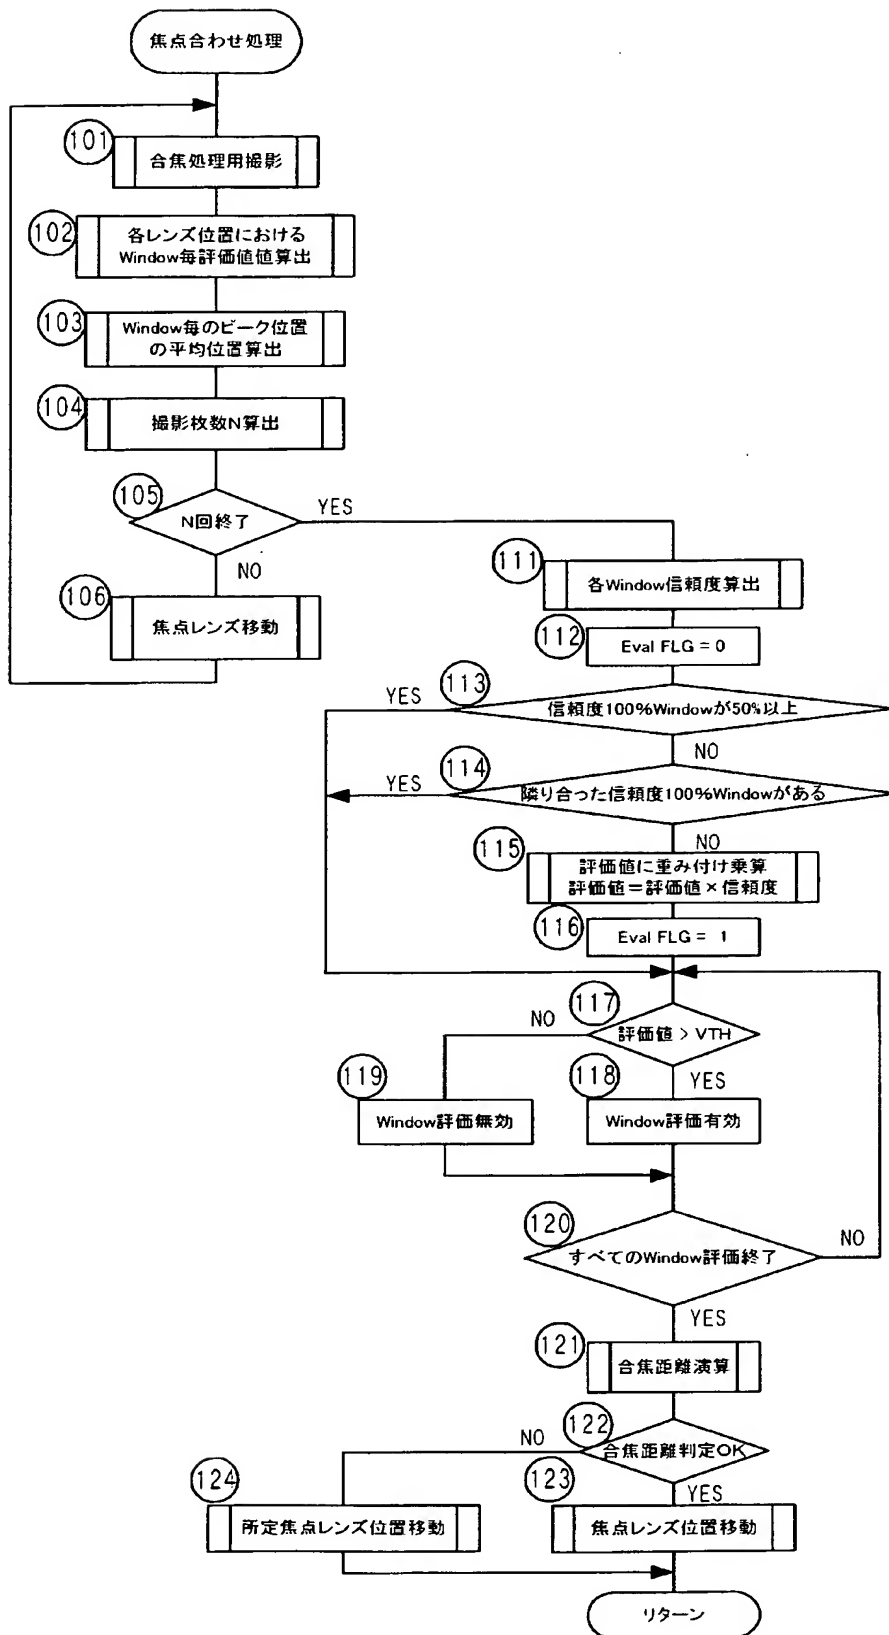 焦点合わせ処理
101
合焦処理用撮影
102
各レンズ位置における
Window毎評価値値算出
103
Window毎のピーク位置
の平均位置算出
104
撮影枚数N算出
105
N回終了
YES
NO
106
焦点レンズ移動
111
各Window信頼度算出
112
Eval FLG = 0
113
YES
信頼度100%Windowが50%以上
NO
114
YES
隣り合った信頼度100%Windowがある
NO
115
評価値に重み付け乗算
評価値=評価値×信頼度
116
Eval FLG = 1
117
NO
評価値 > VTH
YES
119
118
Window評価無効
Window評価有効
120
すべてのWindow評価終了
NO
YES
121
合焦距離演算
122
NO
合焦距離判定OK
YES
124
123
所定焦点レンズ位置移動
焦点レンズ位置移動
リターン